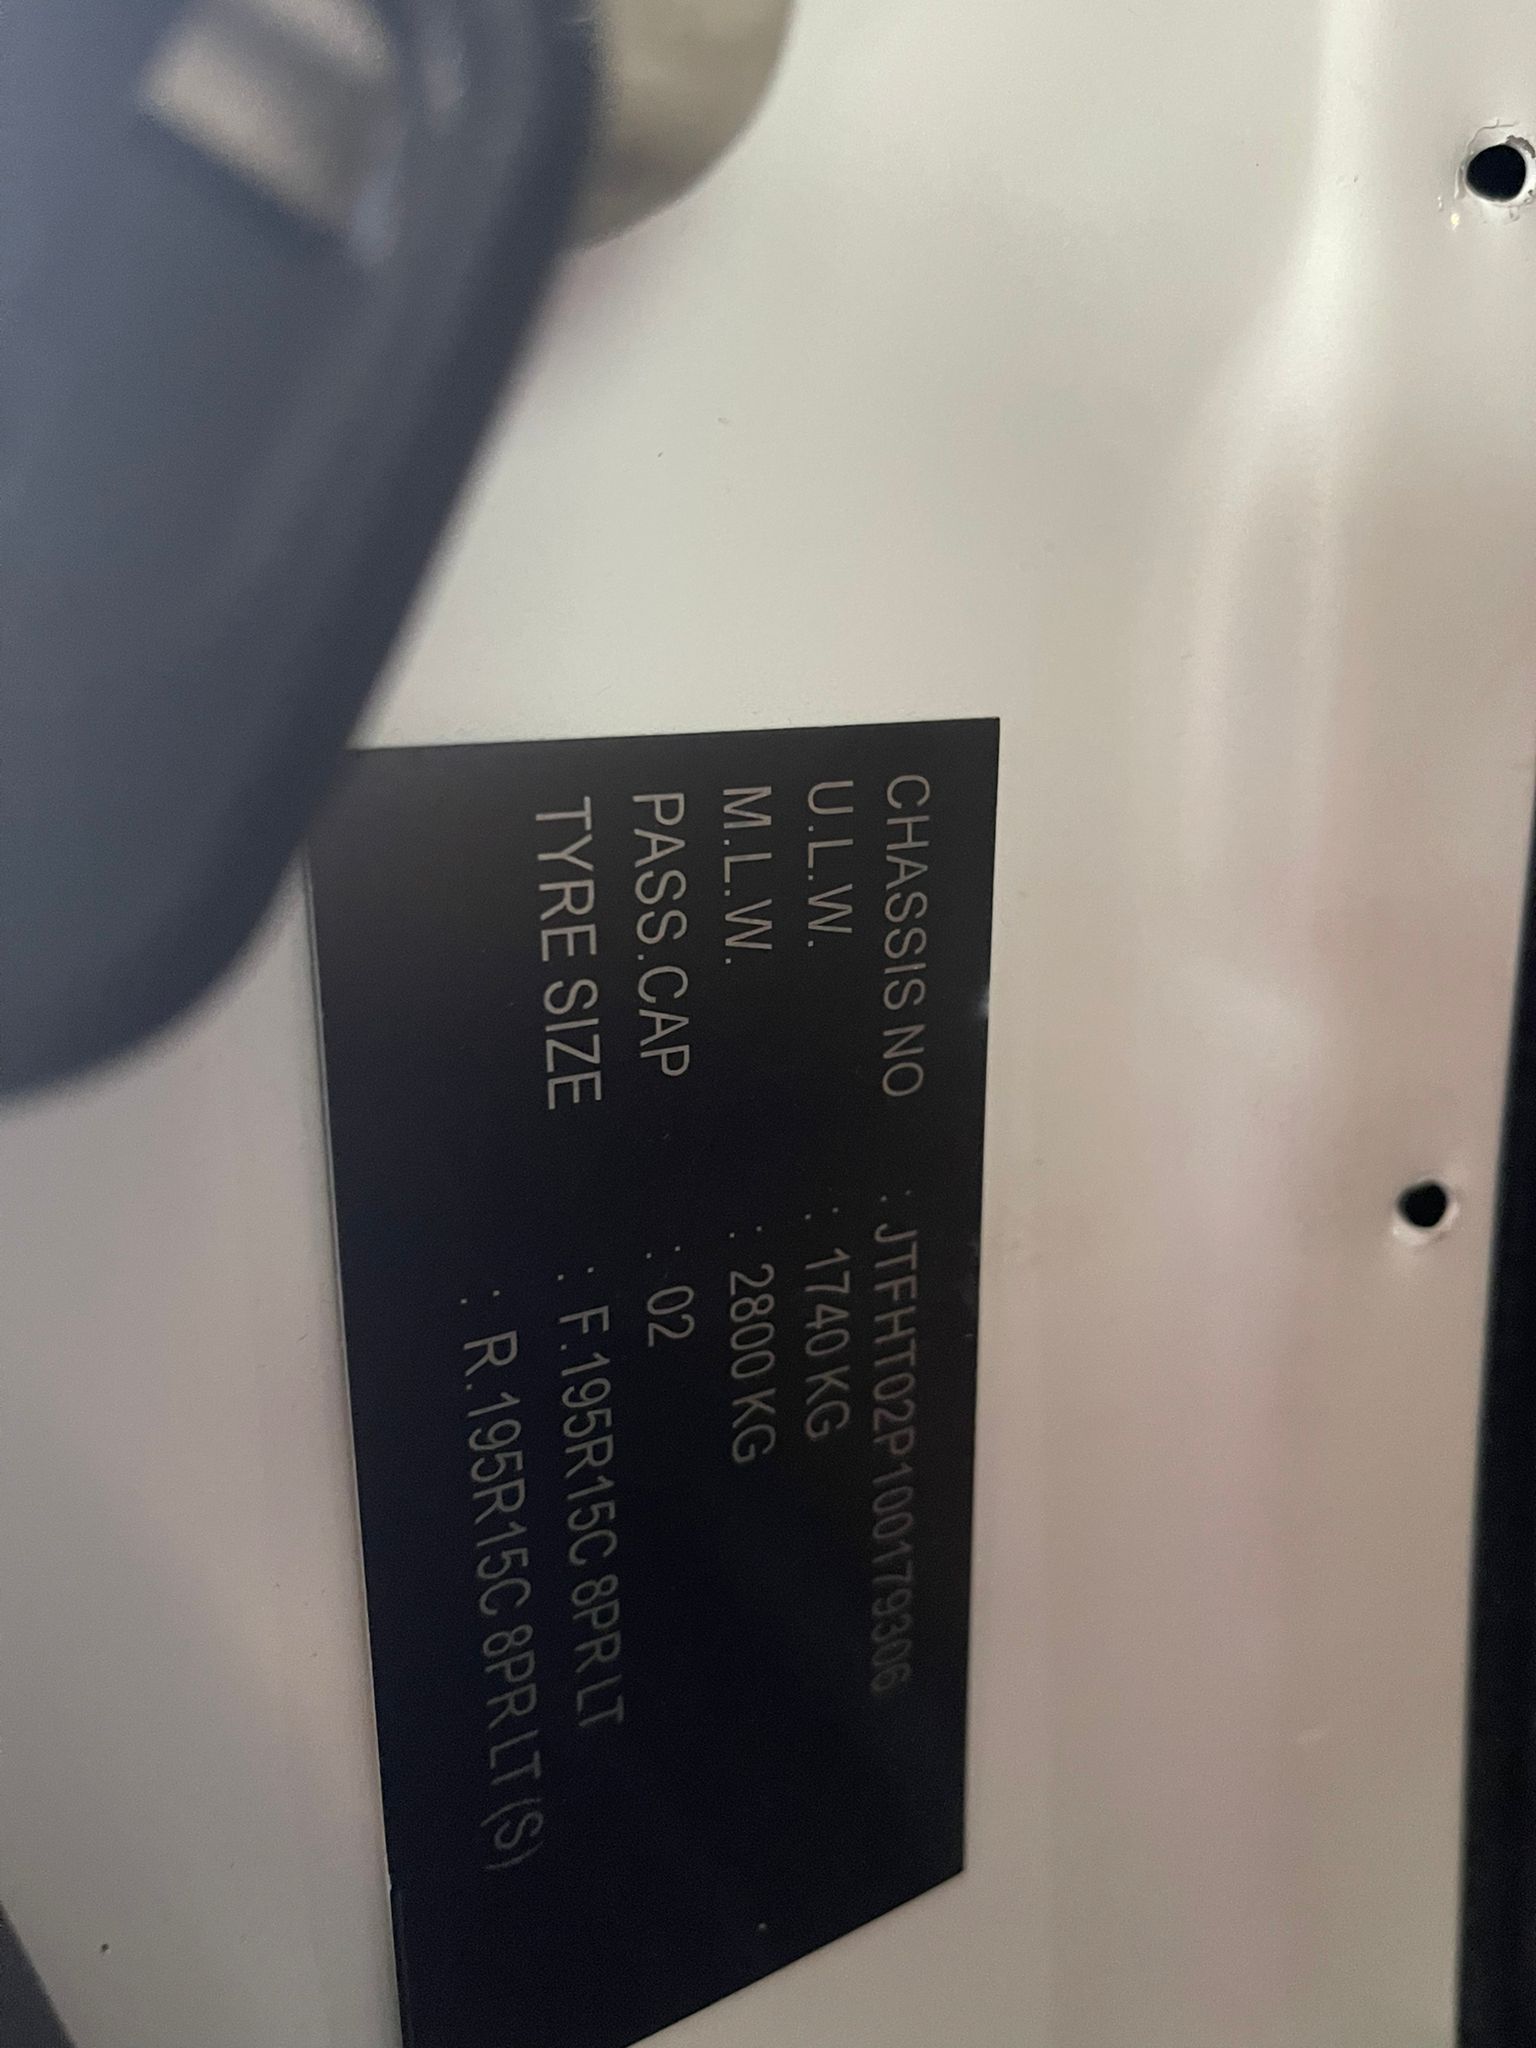 CHASSIS NO : JTFHT02P100179306
U.L.W. : 1740 KG
M.L.W. : 2800 KG
PASS.CAP : 02
TYRE SIZE : F.195R15C 8PR LT
: R.195R15C 8PR LT (S)